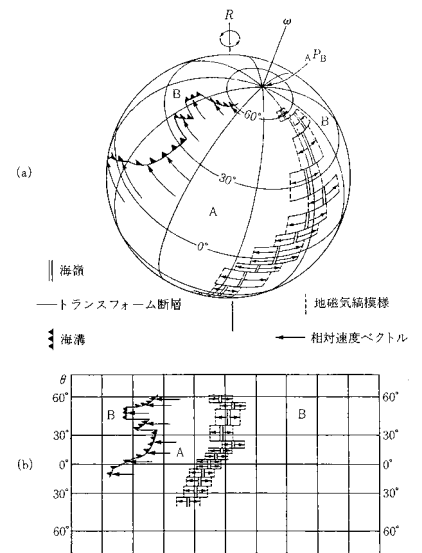 R
ω
APB
B
B
60°
(a)
30°
A
0°
海嶺
トランスフォーム断層
地磁気縞模様
海溝
相対速度ベクトル
θ
60° 60°
B B
30° 30°
A
(b)
0° 0°
30° 30°
60° 60°